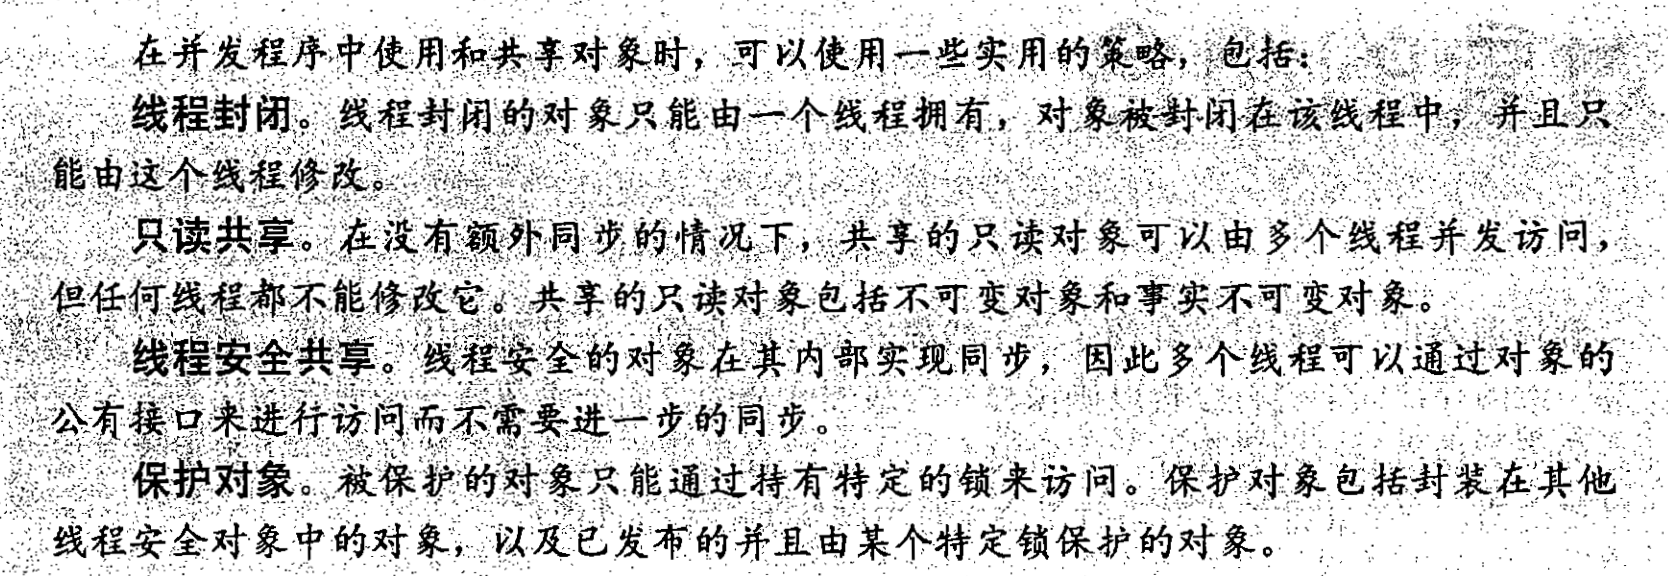 在并发程序中使用和共享对象时，可以使用一些实用的策略，包括：
线程封闭。线程封闭的对象只能由一个线程拥有，对象被封闭在该线程中，并且只
能由这个线程修改。
只读共享。在没有额外同步的情况下，共享的只读对象可以由多个线程并发访问，
但任何线程都不能修改它。共享的只读对象包括不可变对象和事实不可变对象。
线程安全共享。线程安全的对象在其内部实现同步，因此多个线程可以通过对象的
公有接口来进行访问而不需要进一步的同步。
保护对象。被保护的对象只能通过持有特定的锁来访问。保护对象包括封装在其他
线程安全对象中的对象，以及已发布的并且由某个特定锁保护的对象。